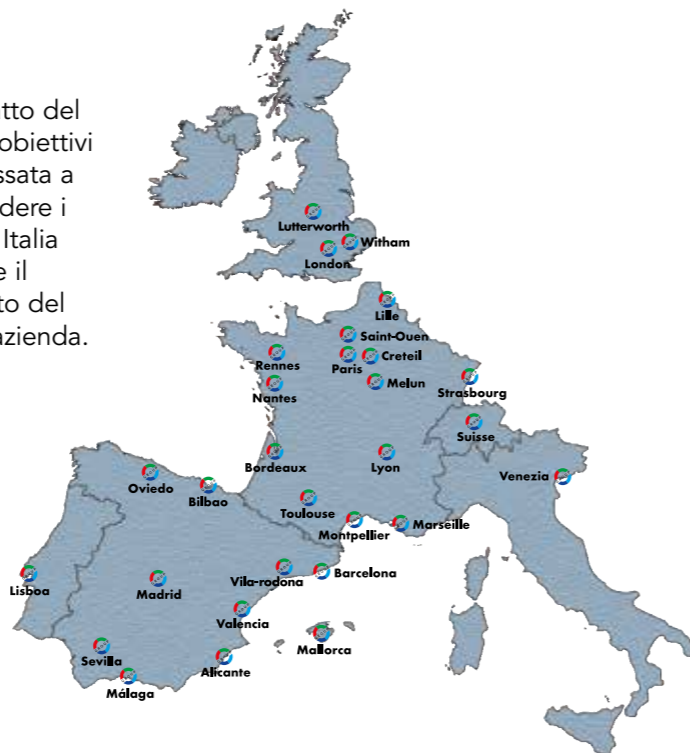 tto del
obiettivi
ssata a
dere i
Italia
e il
to del
azienda.
Lutterworth
Witham
London
Lille
Saint-Ouen
Rennes
Paris
Creteil
Nantes
Melun
Strasbourg
Suisse
Bordeaux
Lyon
Venezia
Oviedo
Bilbao
Toulouse
Montpellier
Marseille
Lisboa
Madrid
Vila-rodona
Barcelona
Valencia
Mallorca
Sevilla
Alicante
Málaga